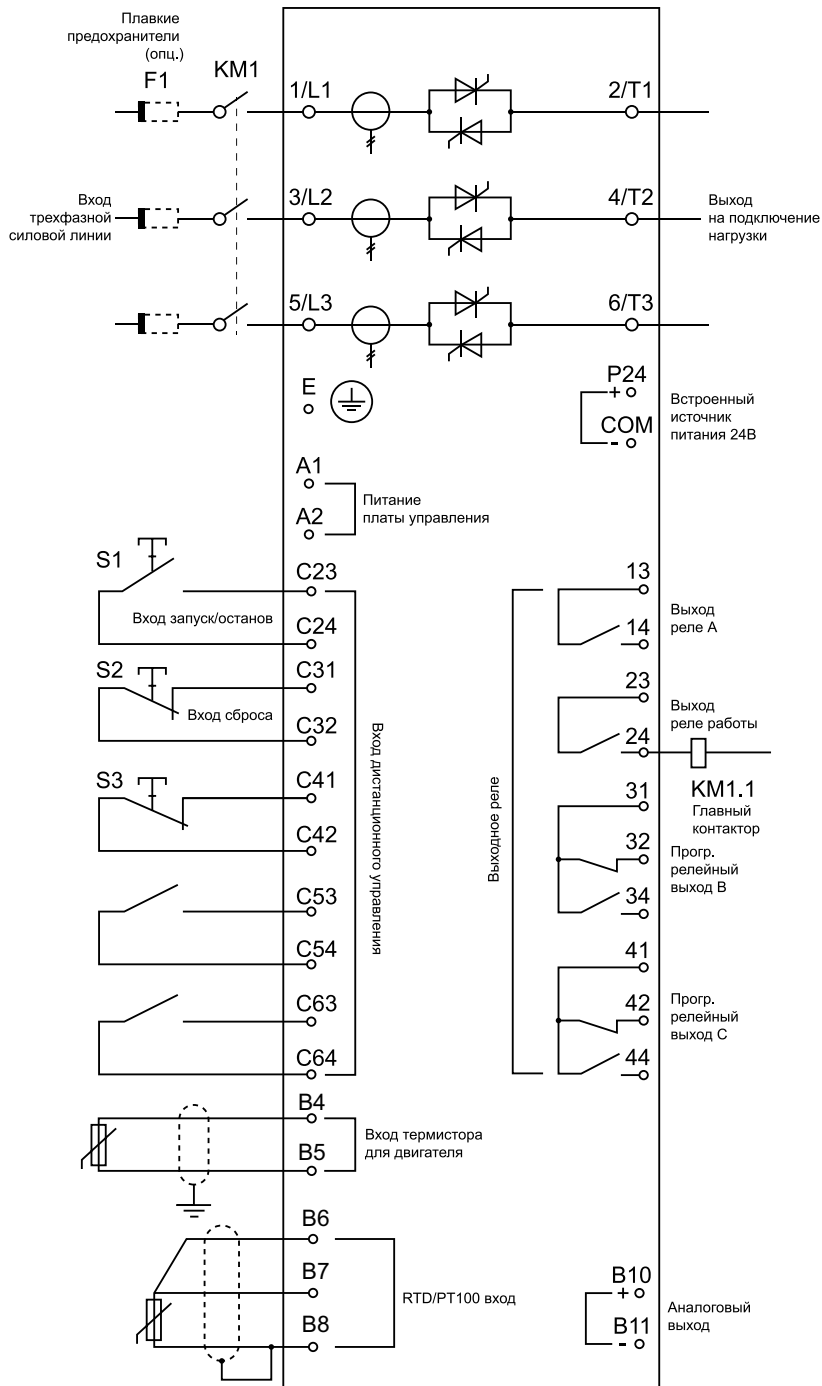 Плавкие
предохранители
(опц.)
F1
KM1
1/L1
2/T1
Вход
трехфазной
силовой линии
3/L2
4/T2
Выход
на подключение
нагрузки
5/L3
6/T3
E
P24
+
COM
-
Встроенный
источник
питания 24В
A1
A2
Питание
платы управления
S1
C23
Вход запуск/останов
C24
S2
C31
Вход сброса
C32
S3
C41
C42
C53
C54
C63
C64
Вход дистанционного управления
Выходное реле
13
14
Выход
реле А
23
24
Выход
реле работы
KM1.1
Главный
контактор
31
32
34
Прогр.
релейный
выход В
41
42
44
Прогр.
релейный
выход С
B4
B5
Вход термистора
для двигателя
B6
B7
B8
RTD/PT100 вход
B10
+
B11
-
Аналоговый
выход